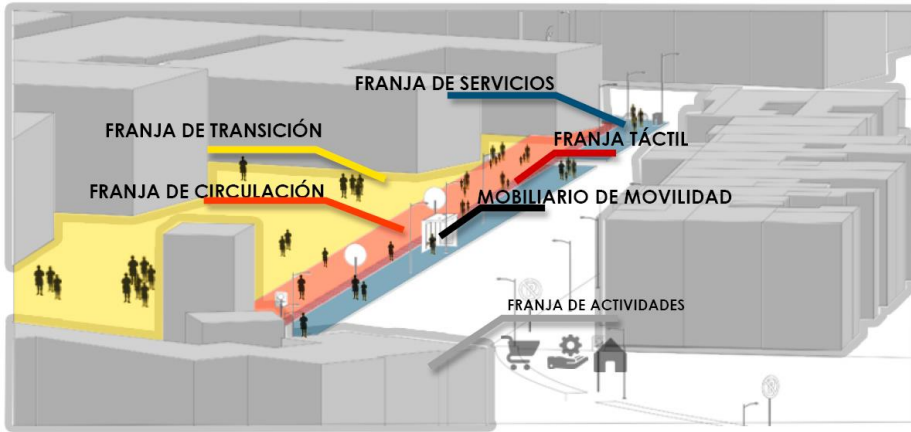 FRANJA DE SERVICIOS
FRANJA DE TRANSICIÓN
FRANJA TÁCTIL
FRANJA DE CIRCULACIÓN
MOBILIARIO DE MOVILIDAD
FRANJA DE ACTIVIDADES